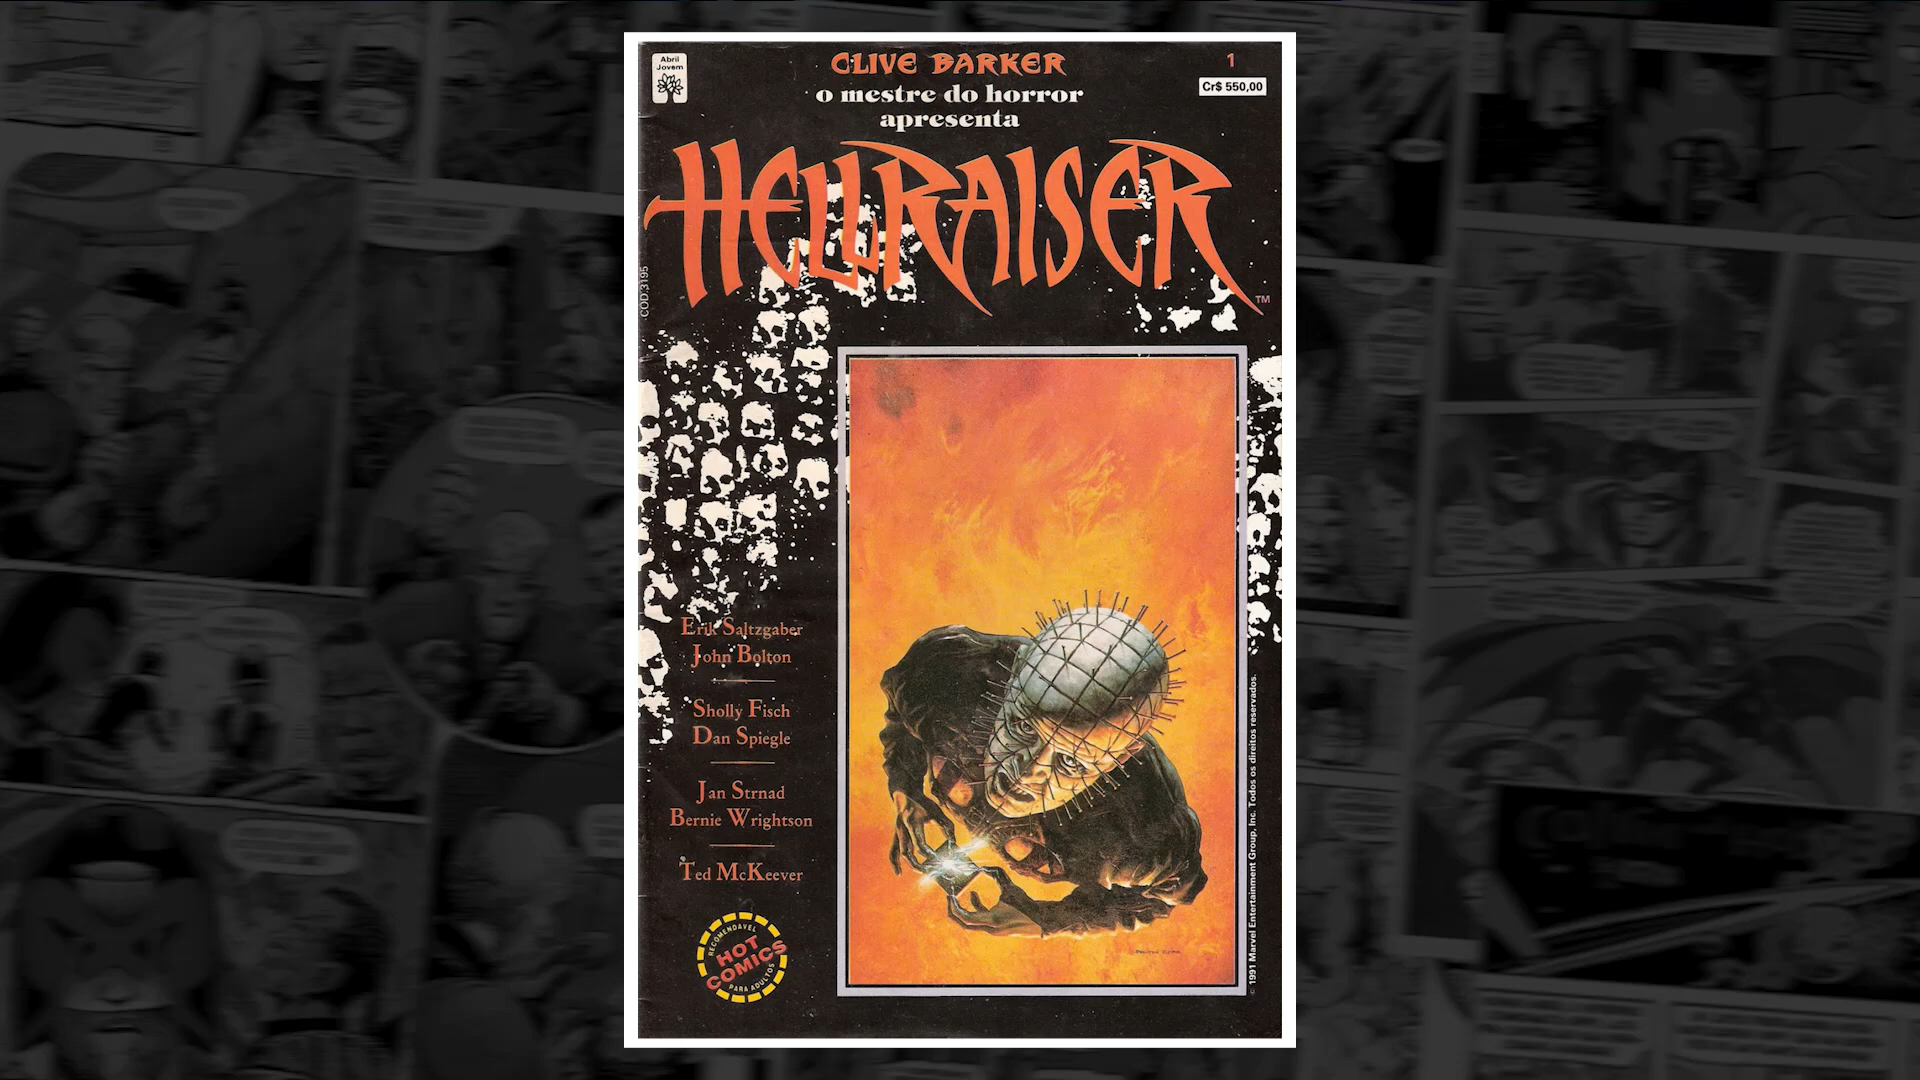 Abril
Jovem
CLIVE BARKER
o mestre do horror
apresenta
1
Cr$ 550,00
HELLRAISER
TM
COD.3195
Erik Saltzgaber
John Bolton
Sholly Fisch
Dan Spiegle
Jan Strnad
Bernie Wrightson
Ted McKeever
RECOMENDÁVEL
HOT
COMICS
PARA ADULTOS
© 1991 Marvel Entertainment Group, Inc. Todos os direitos reservados.